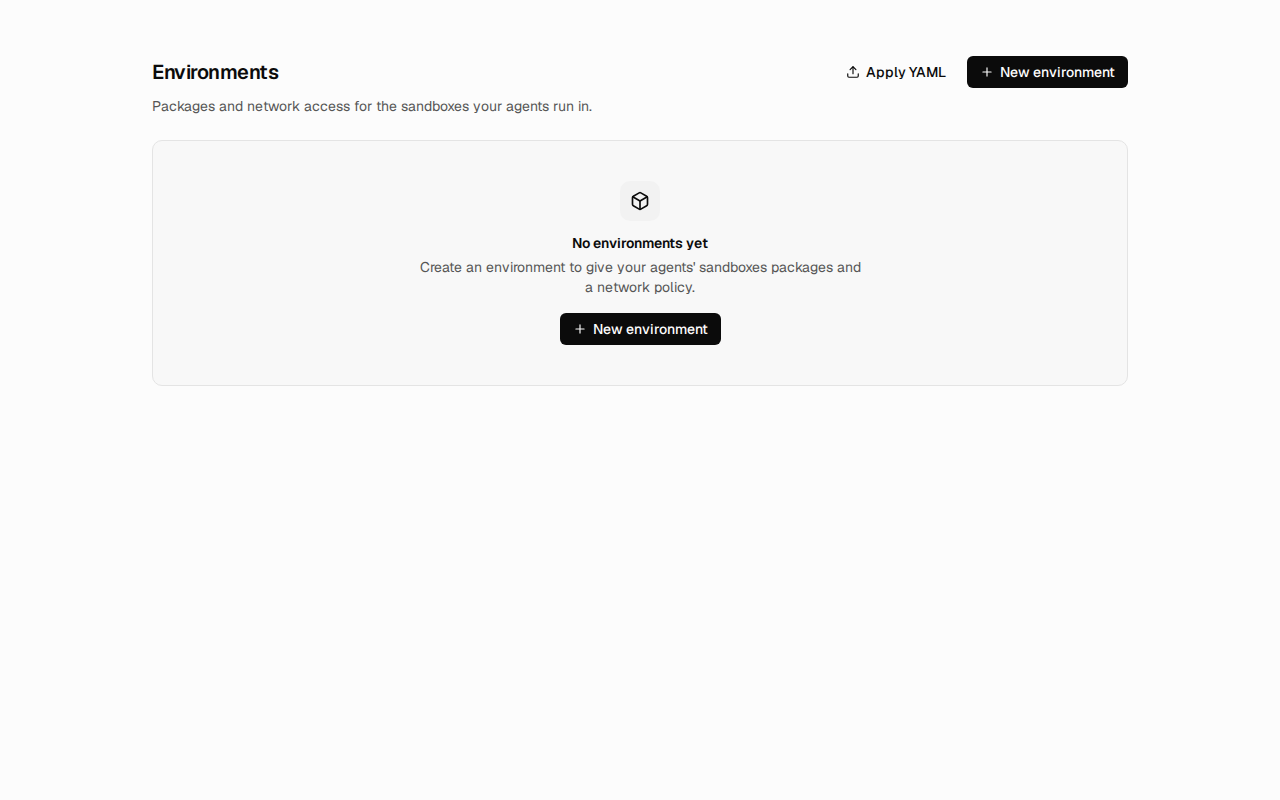 Environments
Apply YAML
New environment
Packages and network access for the sandboxes your agents run in.
No environments yet
Create an environment to give your agents' sandboxes packages and
a network policy.
New environment